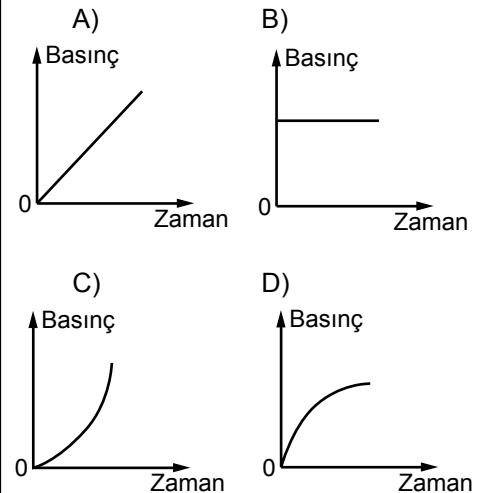 A)
Basınç
0
Zaman
B)
Basınç
0
Zaman
C)
Basınç
0
Zaman
D)
Basınç
0
Zaman